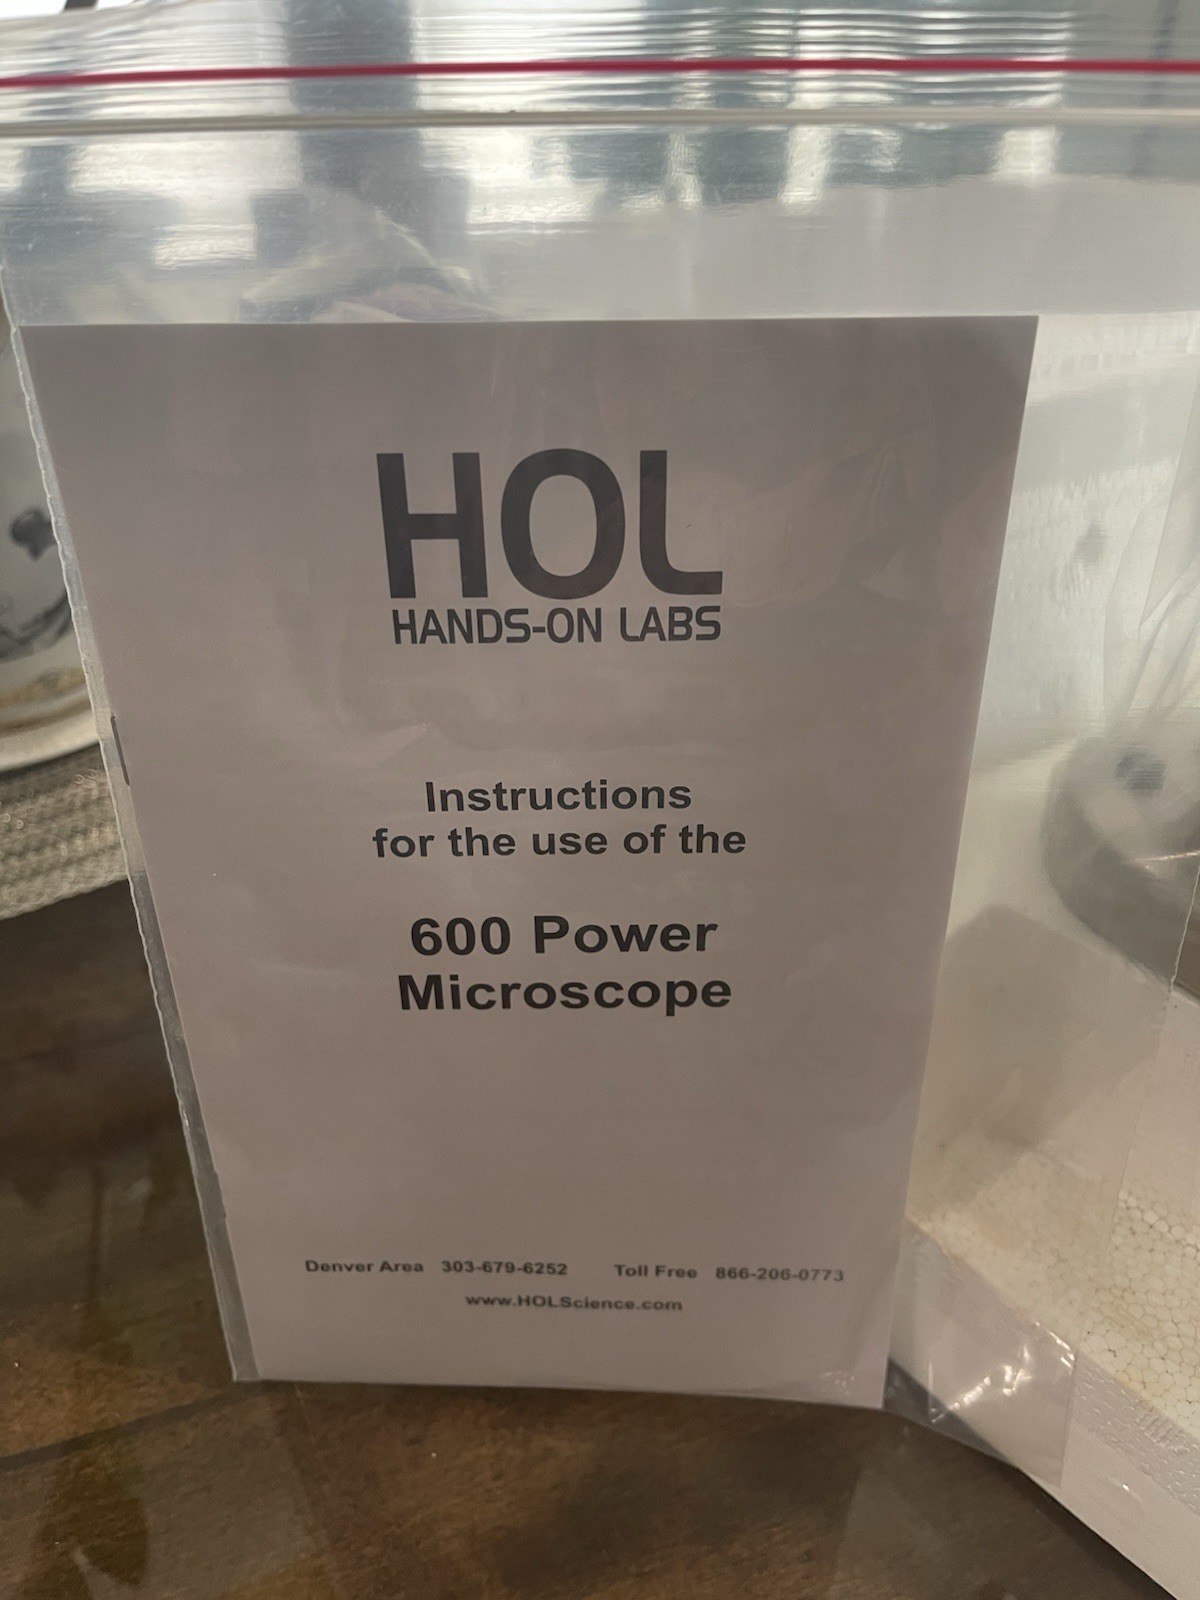 HOL
HANDS-ON LABS
Instructions
for the use of the
600 Power
Microscope
Denver Area 303-679-6252 Toll Free 866-206-0773
www.HOLScience.com